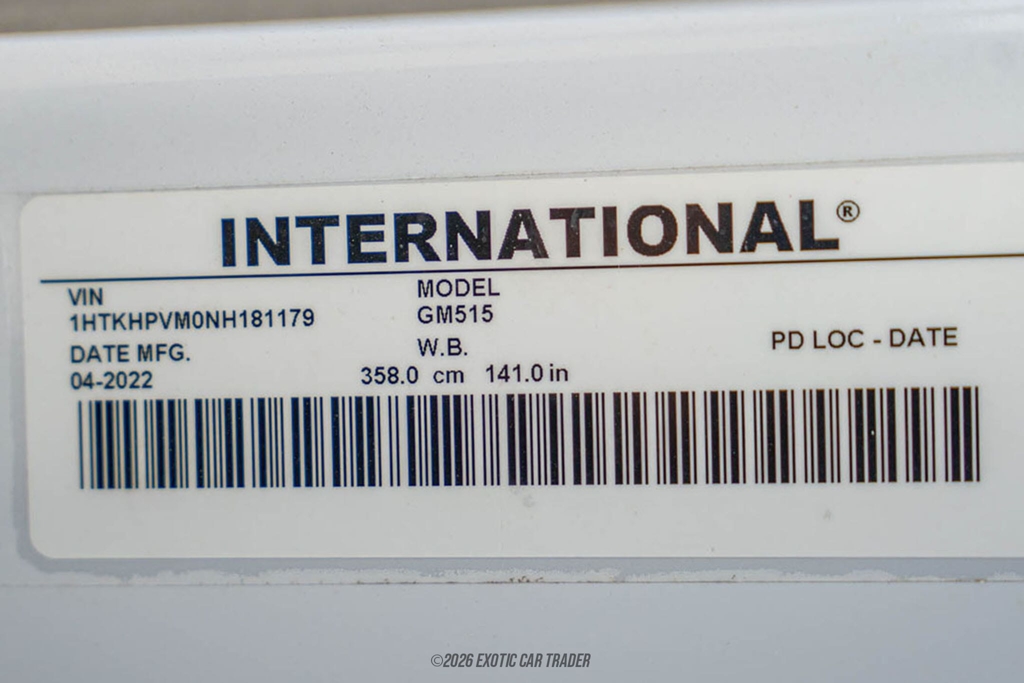 INTERNATIONAL®
VIN
1HTKHPVM0NH181179
MODEL
GM515
DATE MFG.
04-2022
W.B.
358.0 cm 141.0 in
PD LOC - DATE
©2026 EXOTIC CAR TRADER